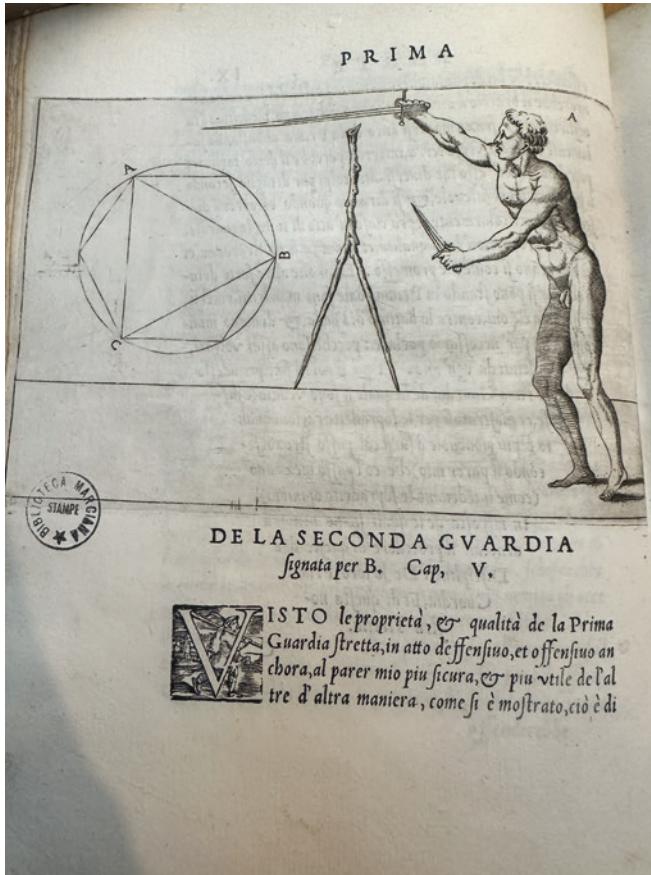 PRIMA
A
A
B
C
BIBLIOTECA MARCIANA
STAMPE
DE LA SECONDA GVARDIA
ſignata per B. Cap, V.
VISTO le proprietà, & qualità de la Prima
Guardia ſtretta, in atto deffenſiuo, et offenſiuo an
chora, al parer mio piu ſicura, & piu vtile de l'al
tre d'altra maniera, come ſi è moſtrato, ciò è di